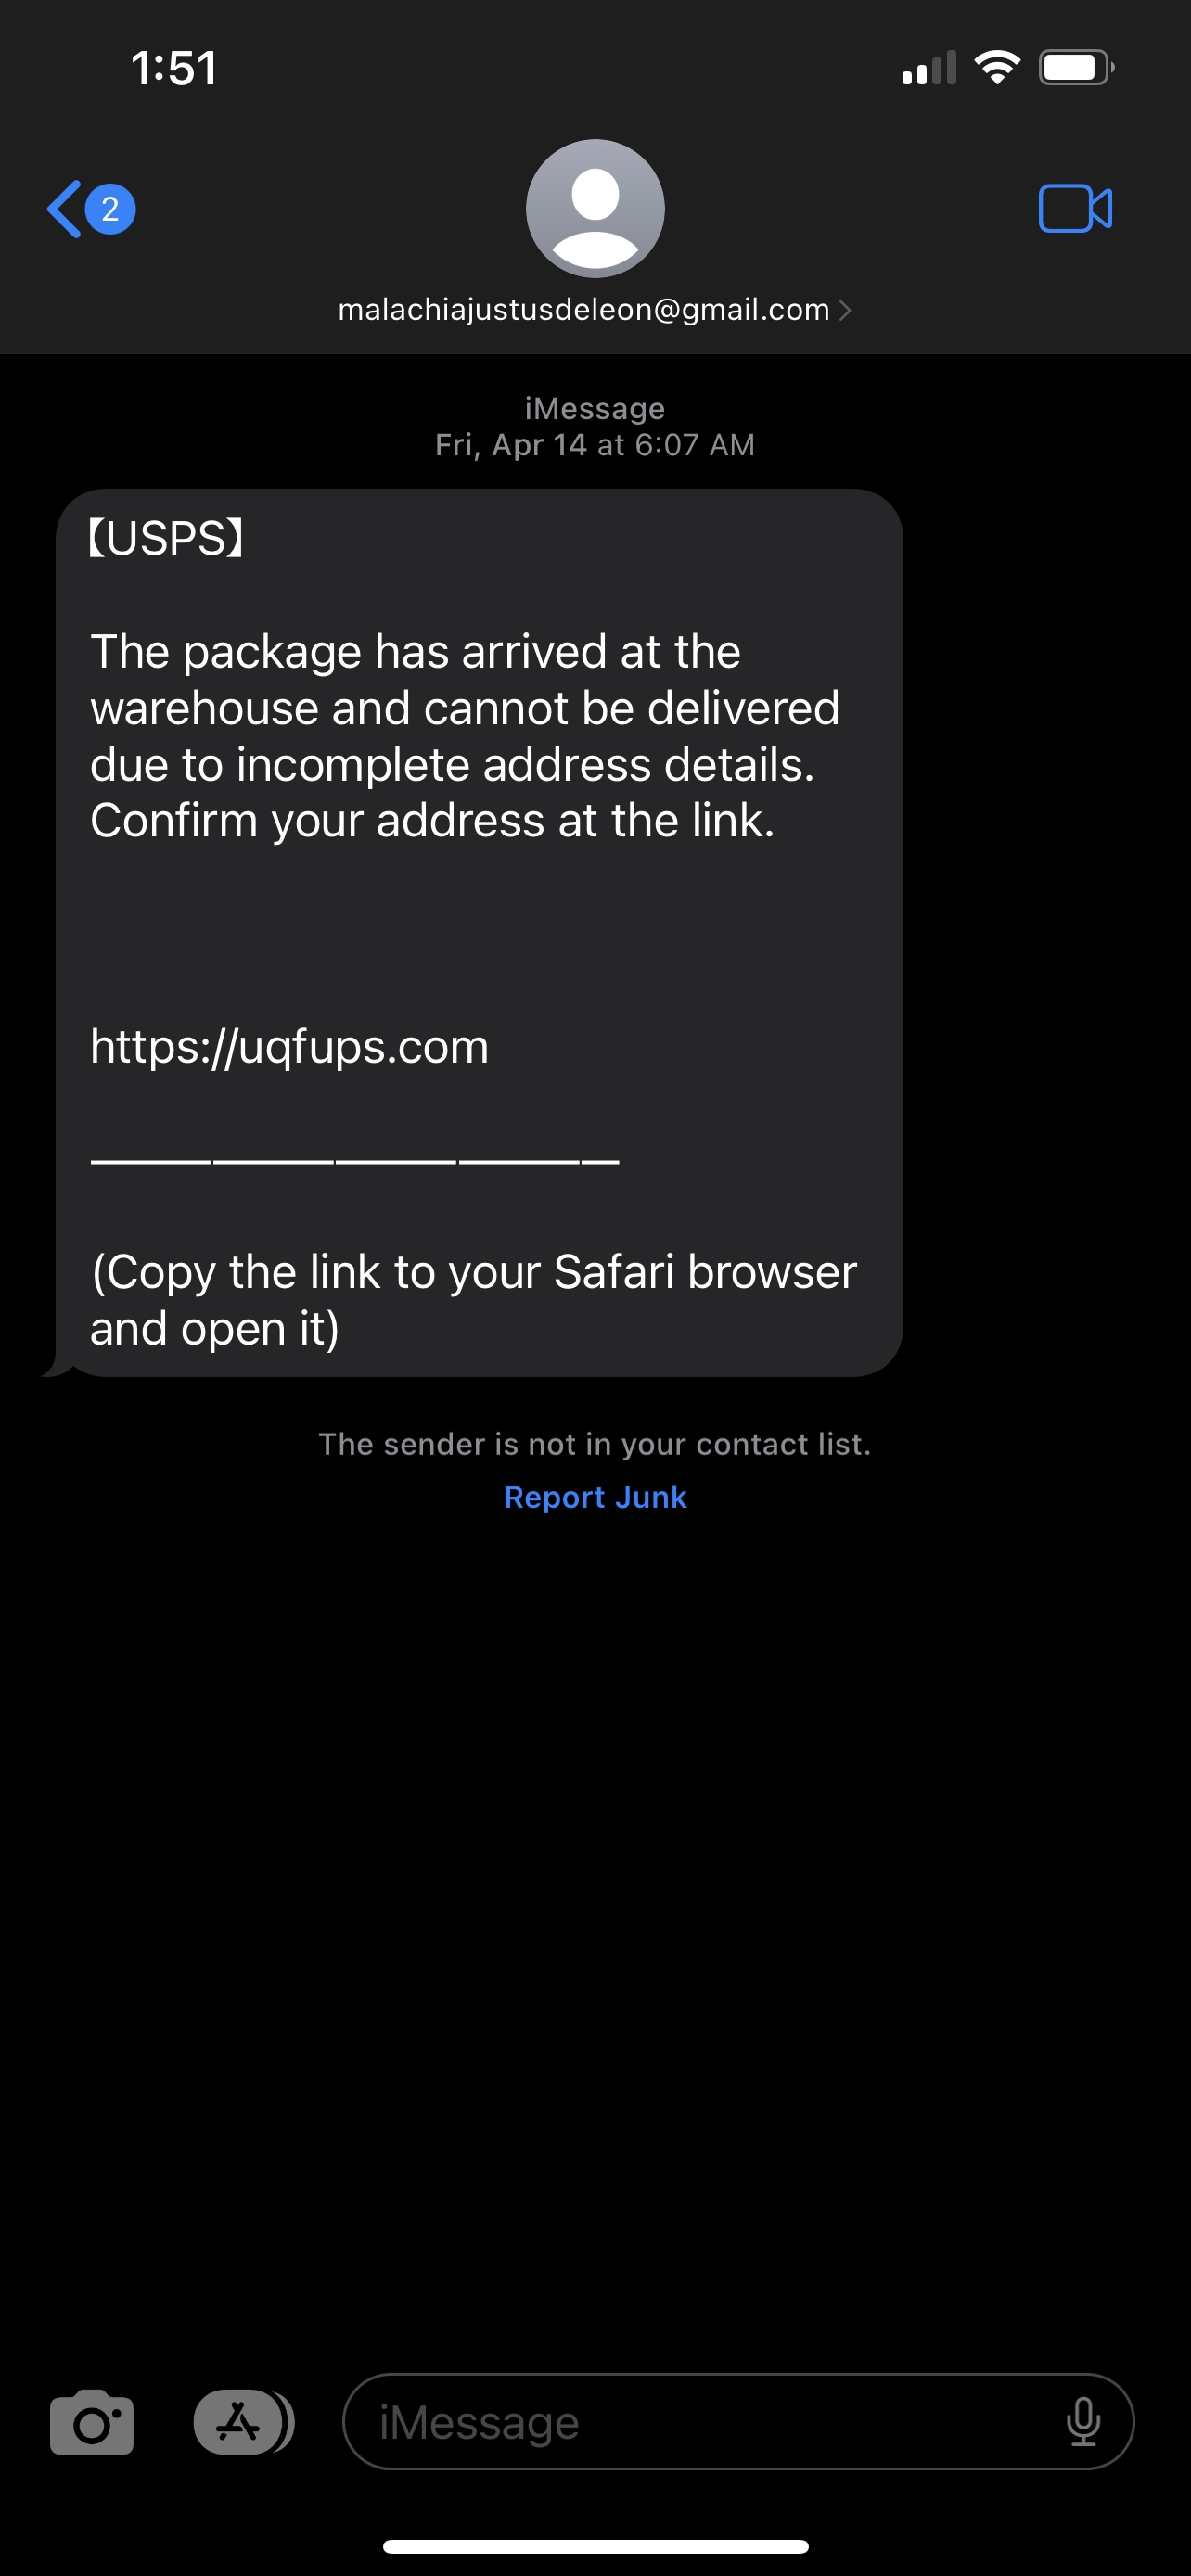 1:51
2
malachiajustusdeleon@gmail.com
iMessage
Fri, Apr 14 at 6:07 AM
【USPS】
The package has arrived at the
warehouse and cannot be delivered
due to incomplete address details.
Confirm your address at the link.
https://uqfups.com
(Copy the link to your Safari browser
and open it)
The sender is not in your contact list.
Report Junk
iMessage